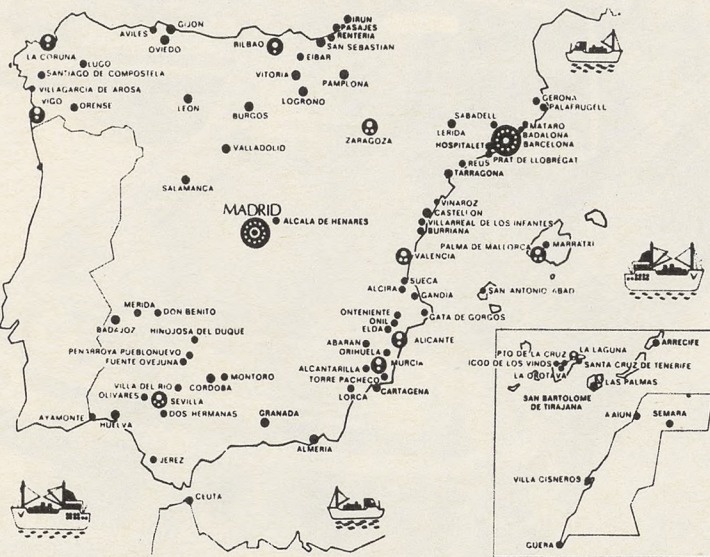 IRUN
PASAJES
RENTERIA
SAN SEBASTIAN
GIJON
AVILES
OVIEDO
BILBAO
EIBAR
LA CORUNA
LUGO
SANTIAGO DE COMPOSTELA
VILLAGARCIA DE AROSA
VIGO
ORENSE
VITORIA
PAMPLONA
LOGRONO
LEON
BURGOS
ZARAGOZA
VALLADOLID
SALAMANCA
MADRID
ALCALA DE HENARES
GERONA
PALAFRUGELL
SABADELL
LERIDA
MATARO
BADALONA
HOSPITALET
BARCELONA
REUS
PRAT DE LLOBREGAT
TARRAGONA
VINAROZ
CASTELLON
VILLARREAL DE LOS INFANTES
BURRIANA
PALMA DE MALLORCA
MARRATXI
VALENCIA
SUECA
ALCIRA
GANDIA
SAN ANTONIO ABAD
MERIDA
DON BENITO
BADAJOZ
HINOJOSA DEL DUQUE
ONTENIENTE
ONIL
ELDA
GATA DE GORGOS
PENARROYA PUEBLONUEVO
FUENTE OVEJUNA
ABARAN
ORIHUELA
ALICANTE
MURCIA
ALCANTARILLA
TORRE PACHECO
LORCA
CARTAGENA
VILLA DEL RIO
CORDOBA
MONTORO
OLIVARES
SEVILLA
AYAMONTE
HUELVA
DOS HERMANAS
GRANADA
JEREZ
ALMERIA
CEUTA
ARRECIFE
PTO DE LA CRUZ
LA LAGUNA
ICOD DE LOS VINOS
SANTA CRUZ DE TENERIFE
LA OROTAVA
LAS PALMAS
SAN BARTOLOME
DE TIRAJANA
AAIUN
SEMARA
VILLA CISNEROS
GUERA